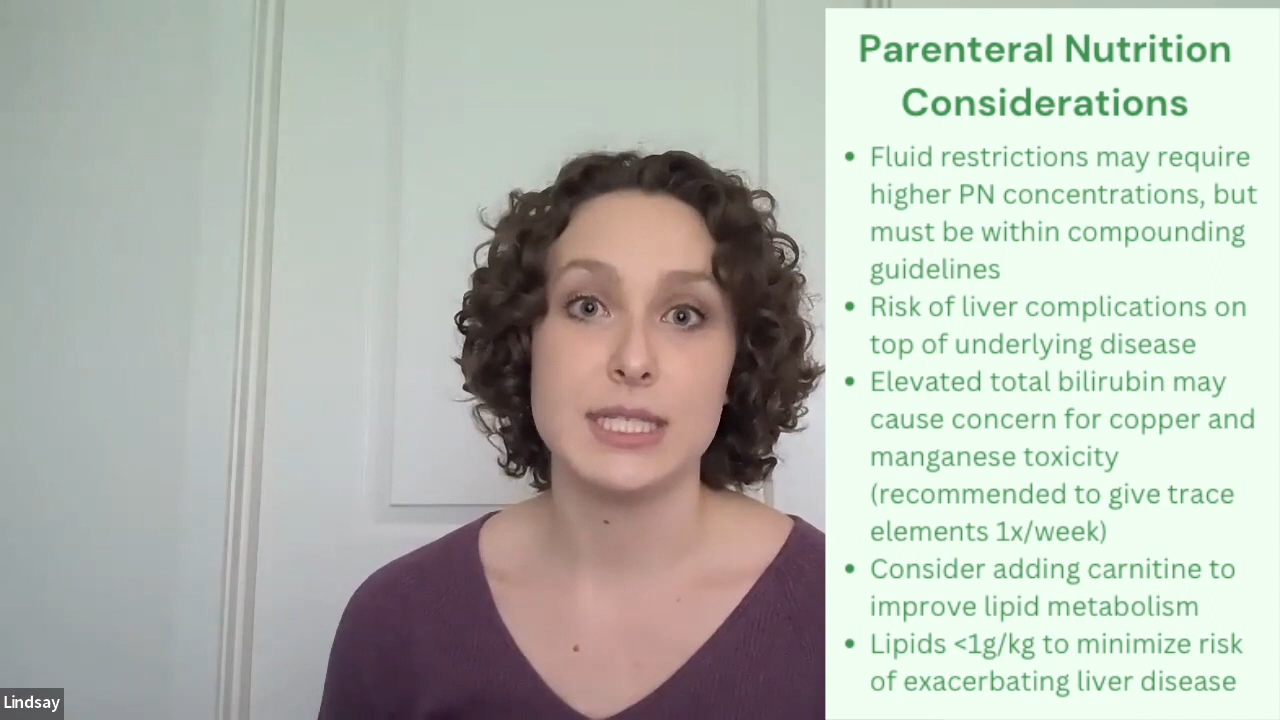 Parenteral Nutrition
Considerations
• Fluid restrictions may require
higher PN concentrations, but
must be within compounding
guidelines
• Risk of liver complications on
top of underlying disease
• Elevated total bilirubin may
cause concern for copper and
manganese toxicity
(recommended to give trace
elements 1x/week)
• Consider adding carnitine to
improve lipid metabolism
• Lipids <1g/kg to minimize risk
of exacerbating liver disease
Lindsay